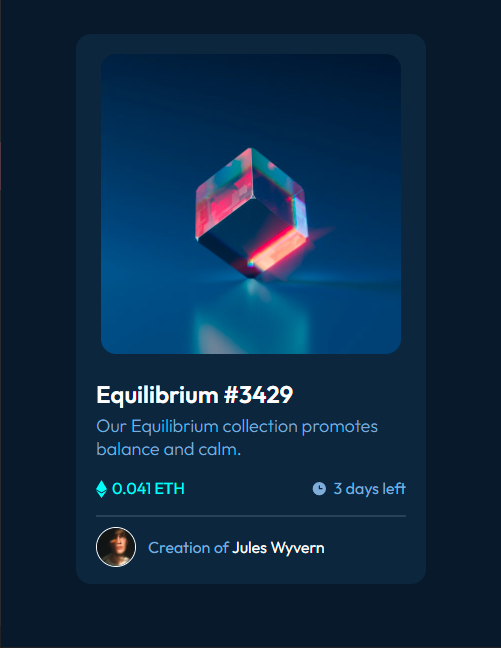 Equilibrium #3429
Our Equilibrium collection promotes
balance and calm.
0.041 ETH
3 days left
Creation of Jules Wyvern